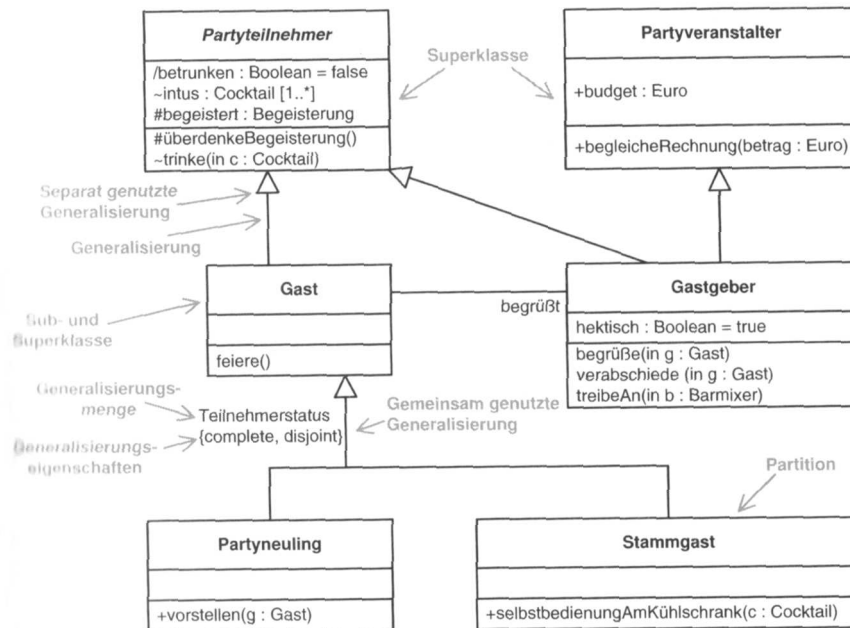 Partyteilnehmer
/betrunken : Boolean = false
~intus : Cocktail [1..*]
#begeistert : Begeisterung
#überdenkeBegeisterung()
~trinke(in c : Cocktail)
Superklasse
Partyveranstalter
+budget : Euro
+begleicheRechnung(betrag : Euro)
Separat genutzte
Generalisierung
Generalisierung
Gast
feiere()
begrüßt
Gastgeber
hektisch : Boolean = true
begrüße(in g : Gast)
verabschiede (in g : Gast)
treibeAn(in b : Barmixer)
Sub- und
Superklasse
Generalisierungs-
menge
Teilnehmerstatus
{complete, disjoint}
Generalisierungs-
eigenschaften
Gemeinsam genutzte
Generalisierung
Partition
Partyneuling
+vorstellen(g : Gast)
Stammgast
+selbstbedienungAmKühlschrank(c : Cocktail)